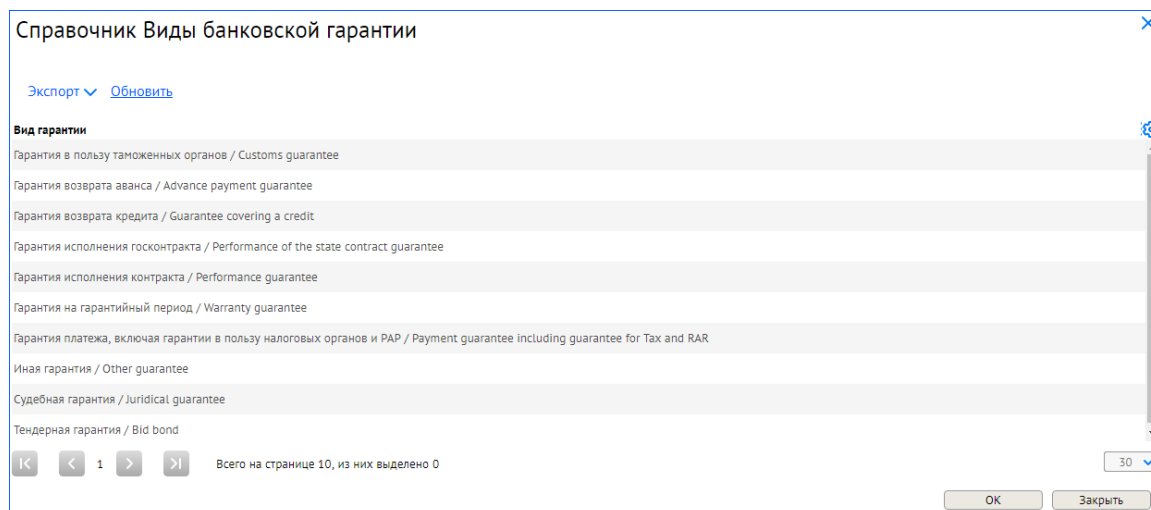 Справочник Виды банковской гарантии
Экспорт Обновить
Вид гарантии
Гарантия в пользу таможенных органов / Customs guarantee
Гарантия возврата аванса / Advance payment guarantee
Гарантия возврата кредита / Guarantee covering a credit
Гарантия исполнения госконтракта / Performance of the state contract guarantee
Гарантия исполнения контракта / Performance guarantee
Гарантия на гарантийный период / Warranty guarantee
Гарантия платежа, включая гарантии в пользу налоговых органов и РАР / Payment guarantee including guarantee for Tax and RAR
Иная гарантия / Other guarantee
Судебная гарантия / Juridical guarantee
Тендерная гарантия / Bid bond
1 Всего на странице 10, из них выделено 0 30
ОК Закрыть